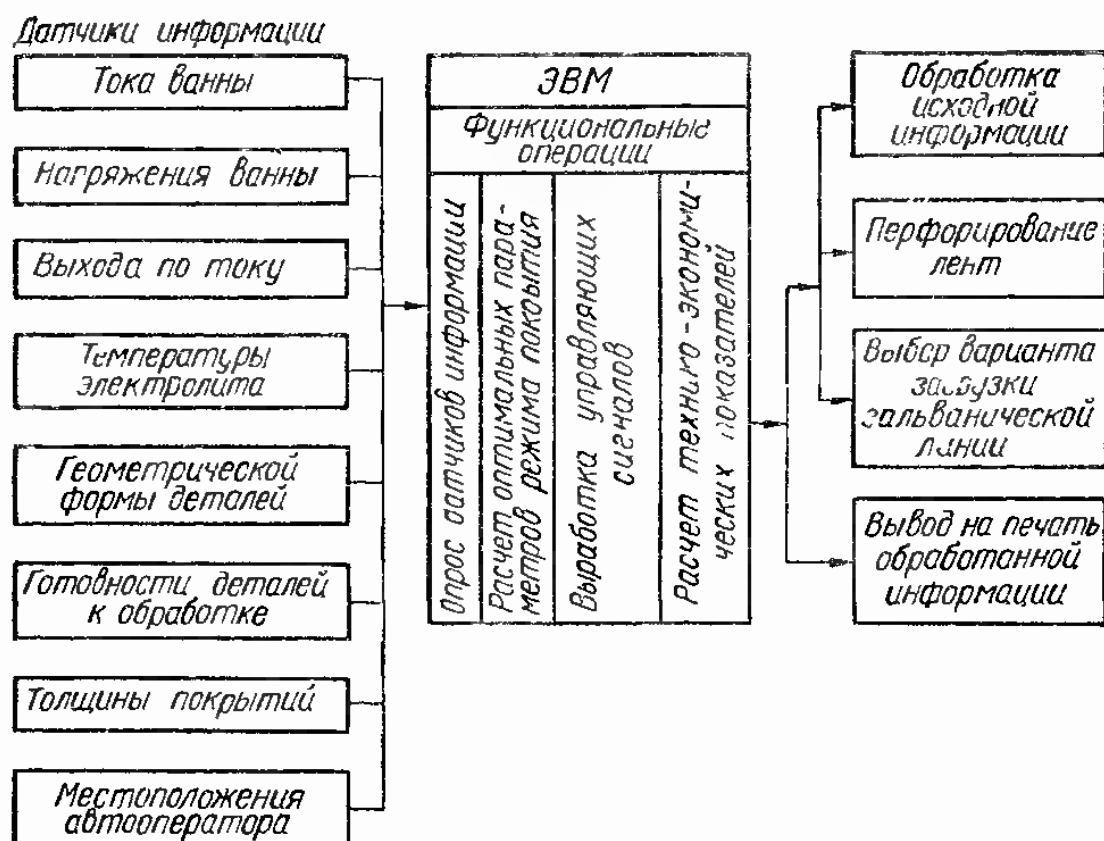 Датчики информации
Тока ванны
Напряжения ванны
Выхода по току
Температуры
электролита
Геометрической
формы деталей
Готовности деталей
к обработке
Толщины покрытий
Местоположения
автооператора
ЭВМ
Функциональные
операции
Опрос датчиков информации
Расчет оптимальных пара-
метров режима покрытия
Выработка управляющих
сигналов
Расчет технико-экономи-
ческих показателей
Обработка
исходной
информации
Перфорирование
лент
Выбор варианта
загрузки
гальванической
линии
Вывод на печать
обработанной
информации